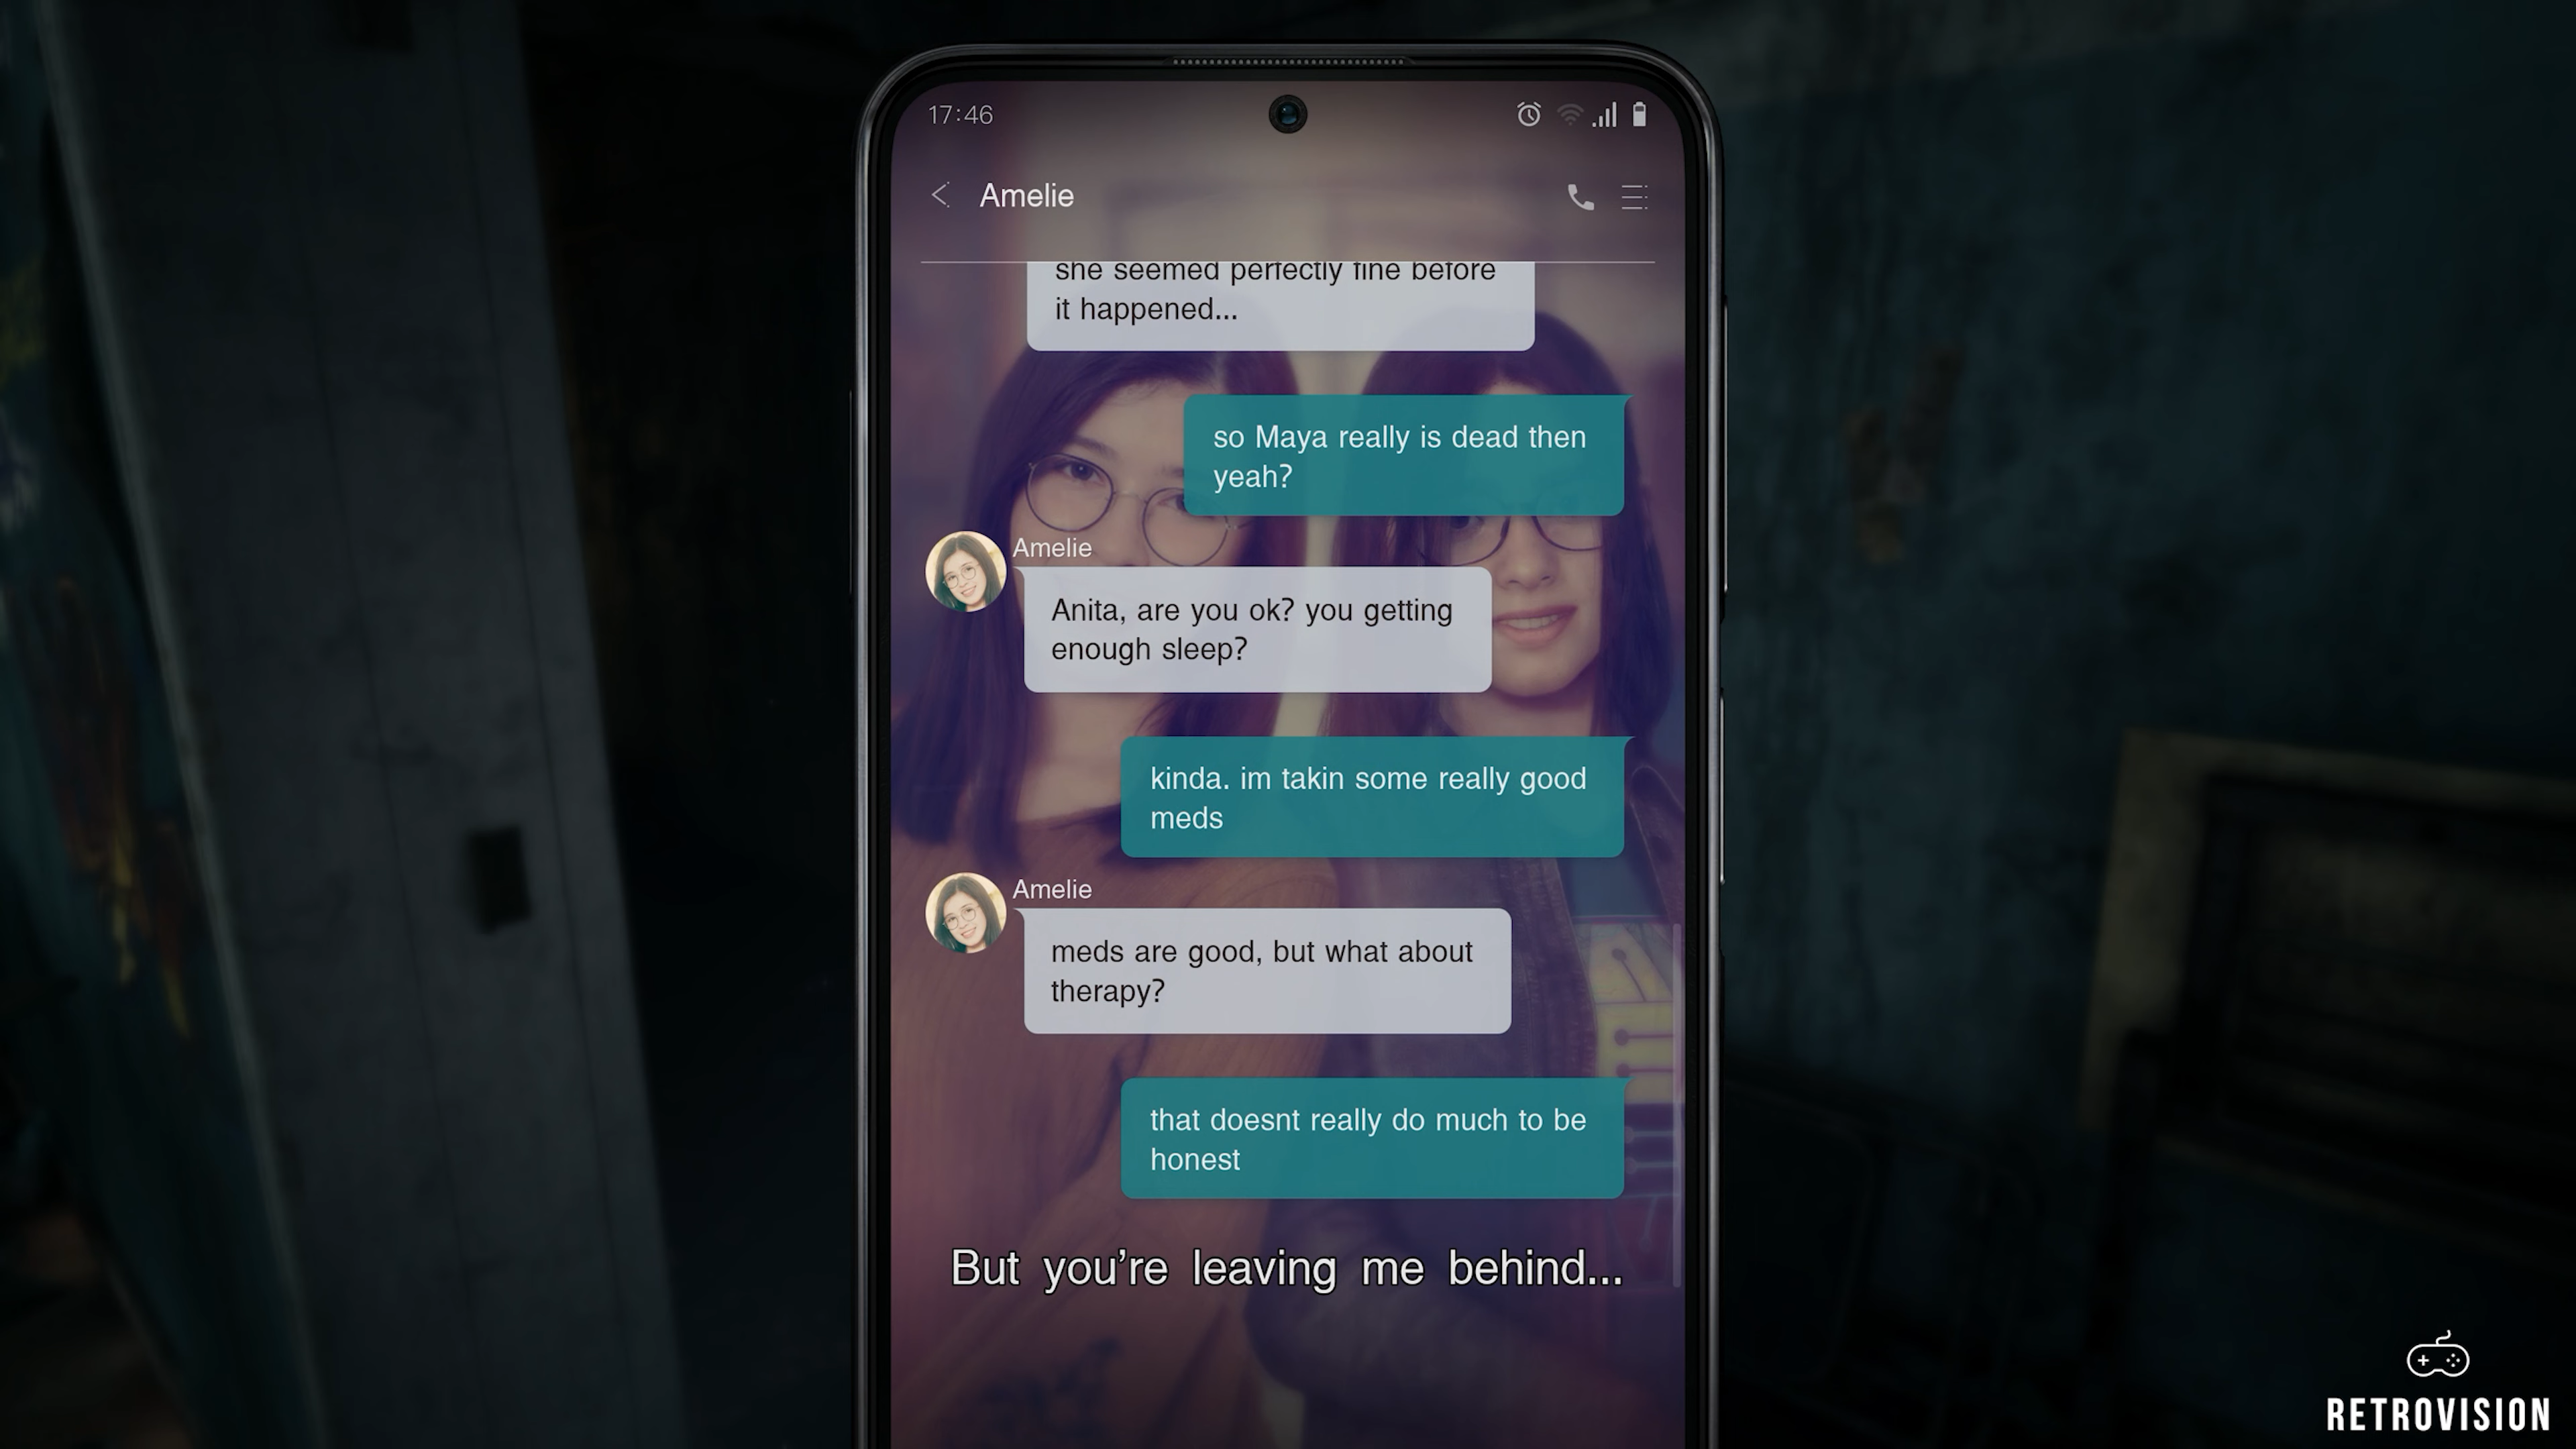 17:46
Amelie
she seemed perfectly fine before
it happened...
so Maya really is dead then
yeah?
Amelie
Anita, are you ok? you getting
enough sleep?
kinda. im takin some really good
meds
Amelie
meds are good, but what about
therapy?
that doesnt really do much to be
honest
But you're leaving me behind...
RETROVISION